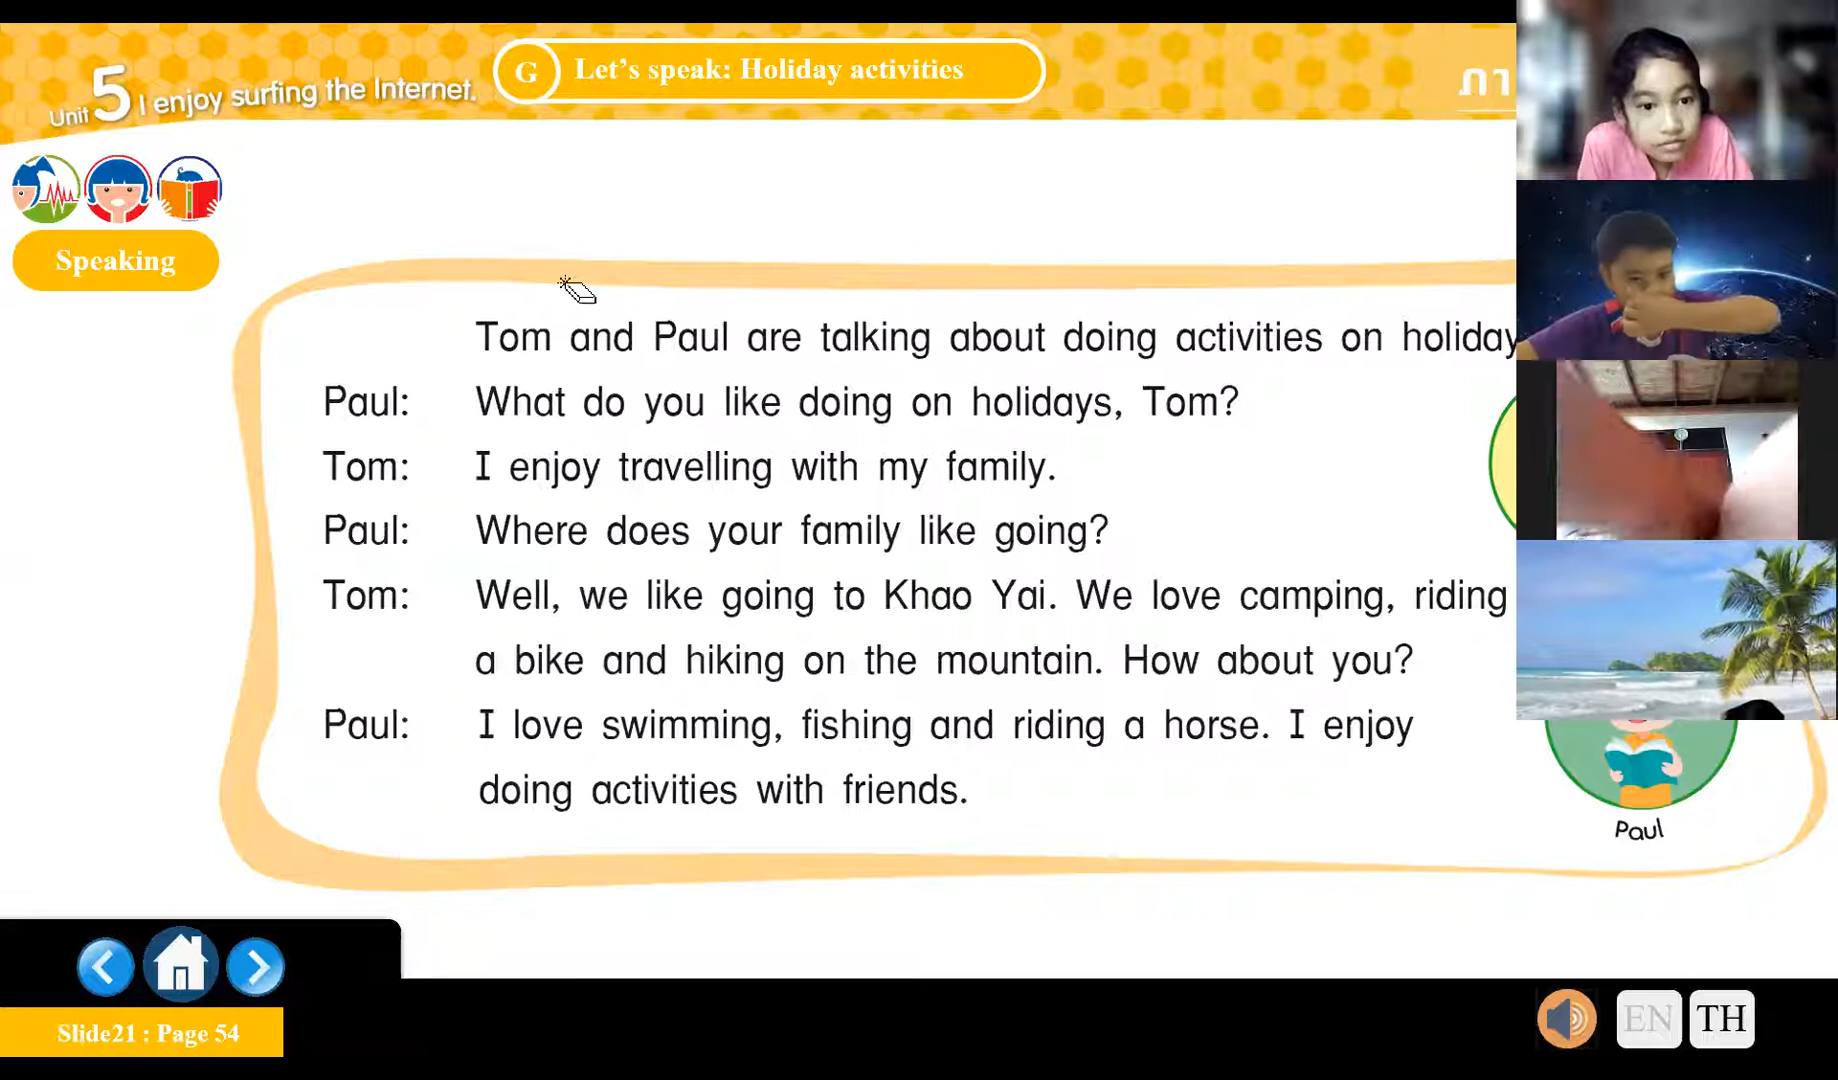 Unit 5 I enjoy surfing the Internet.
G Let's speak: Holiday activities
ภา
Speaking
Tom and Paul are talking about doing activities on holiday
Paul: What do you like doing on holidays, Tom?
Tom: I enjoy travelling with my family.
Paul: Where does your family like going?
Tom: Well, we like going to Khao Yai. We love camping, riding
a bike and hiking on the mountain. How about you?
Paul: I love swimming, fishing and riding a horse. I enjoy
doing activities with friends.
Paul
Slide21 : Page 54
EN TH